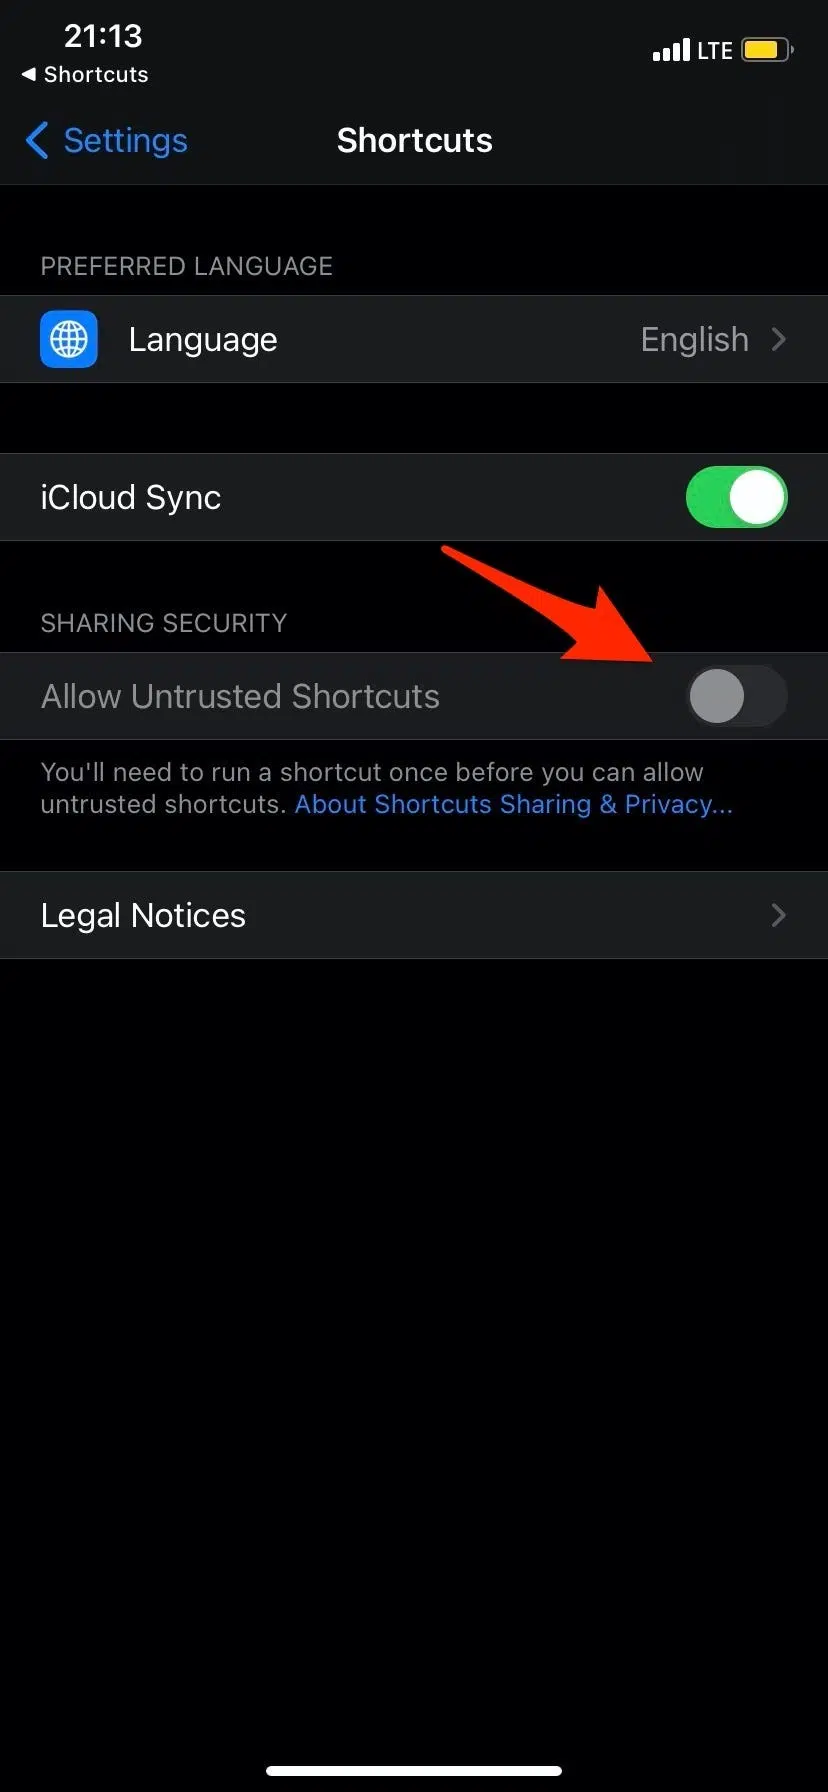 21:13
LTE
Shortcuts
Settings
Shortcuts
PREFERRED LANGUAGE
Language English
iCloud Sync
SHARING SECURITY
Allow Untrusted Shortcuts
You'll need to run a shortcut once before you can allow
untrusted shortcuts. About Shortcuts Sharing & Privacy...
Legal Notices